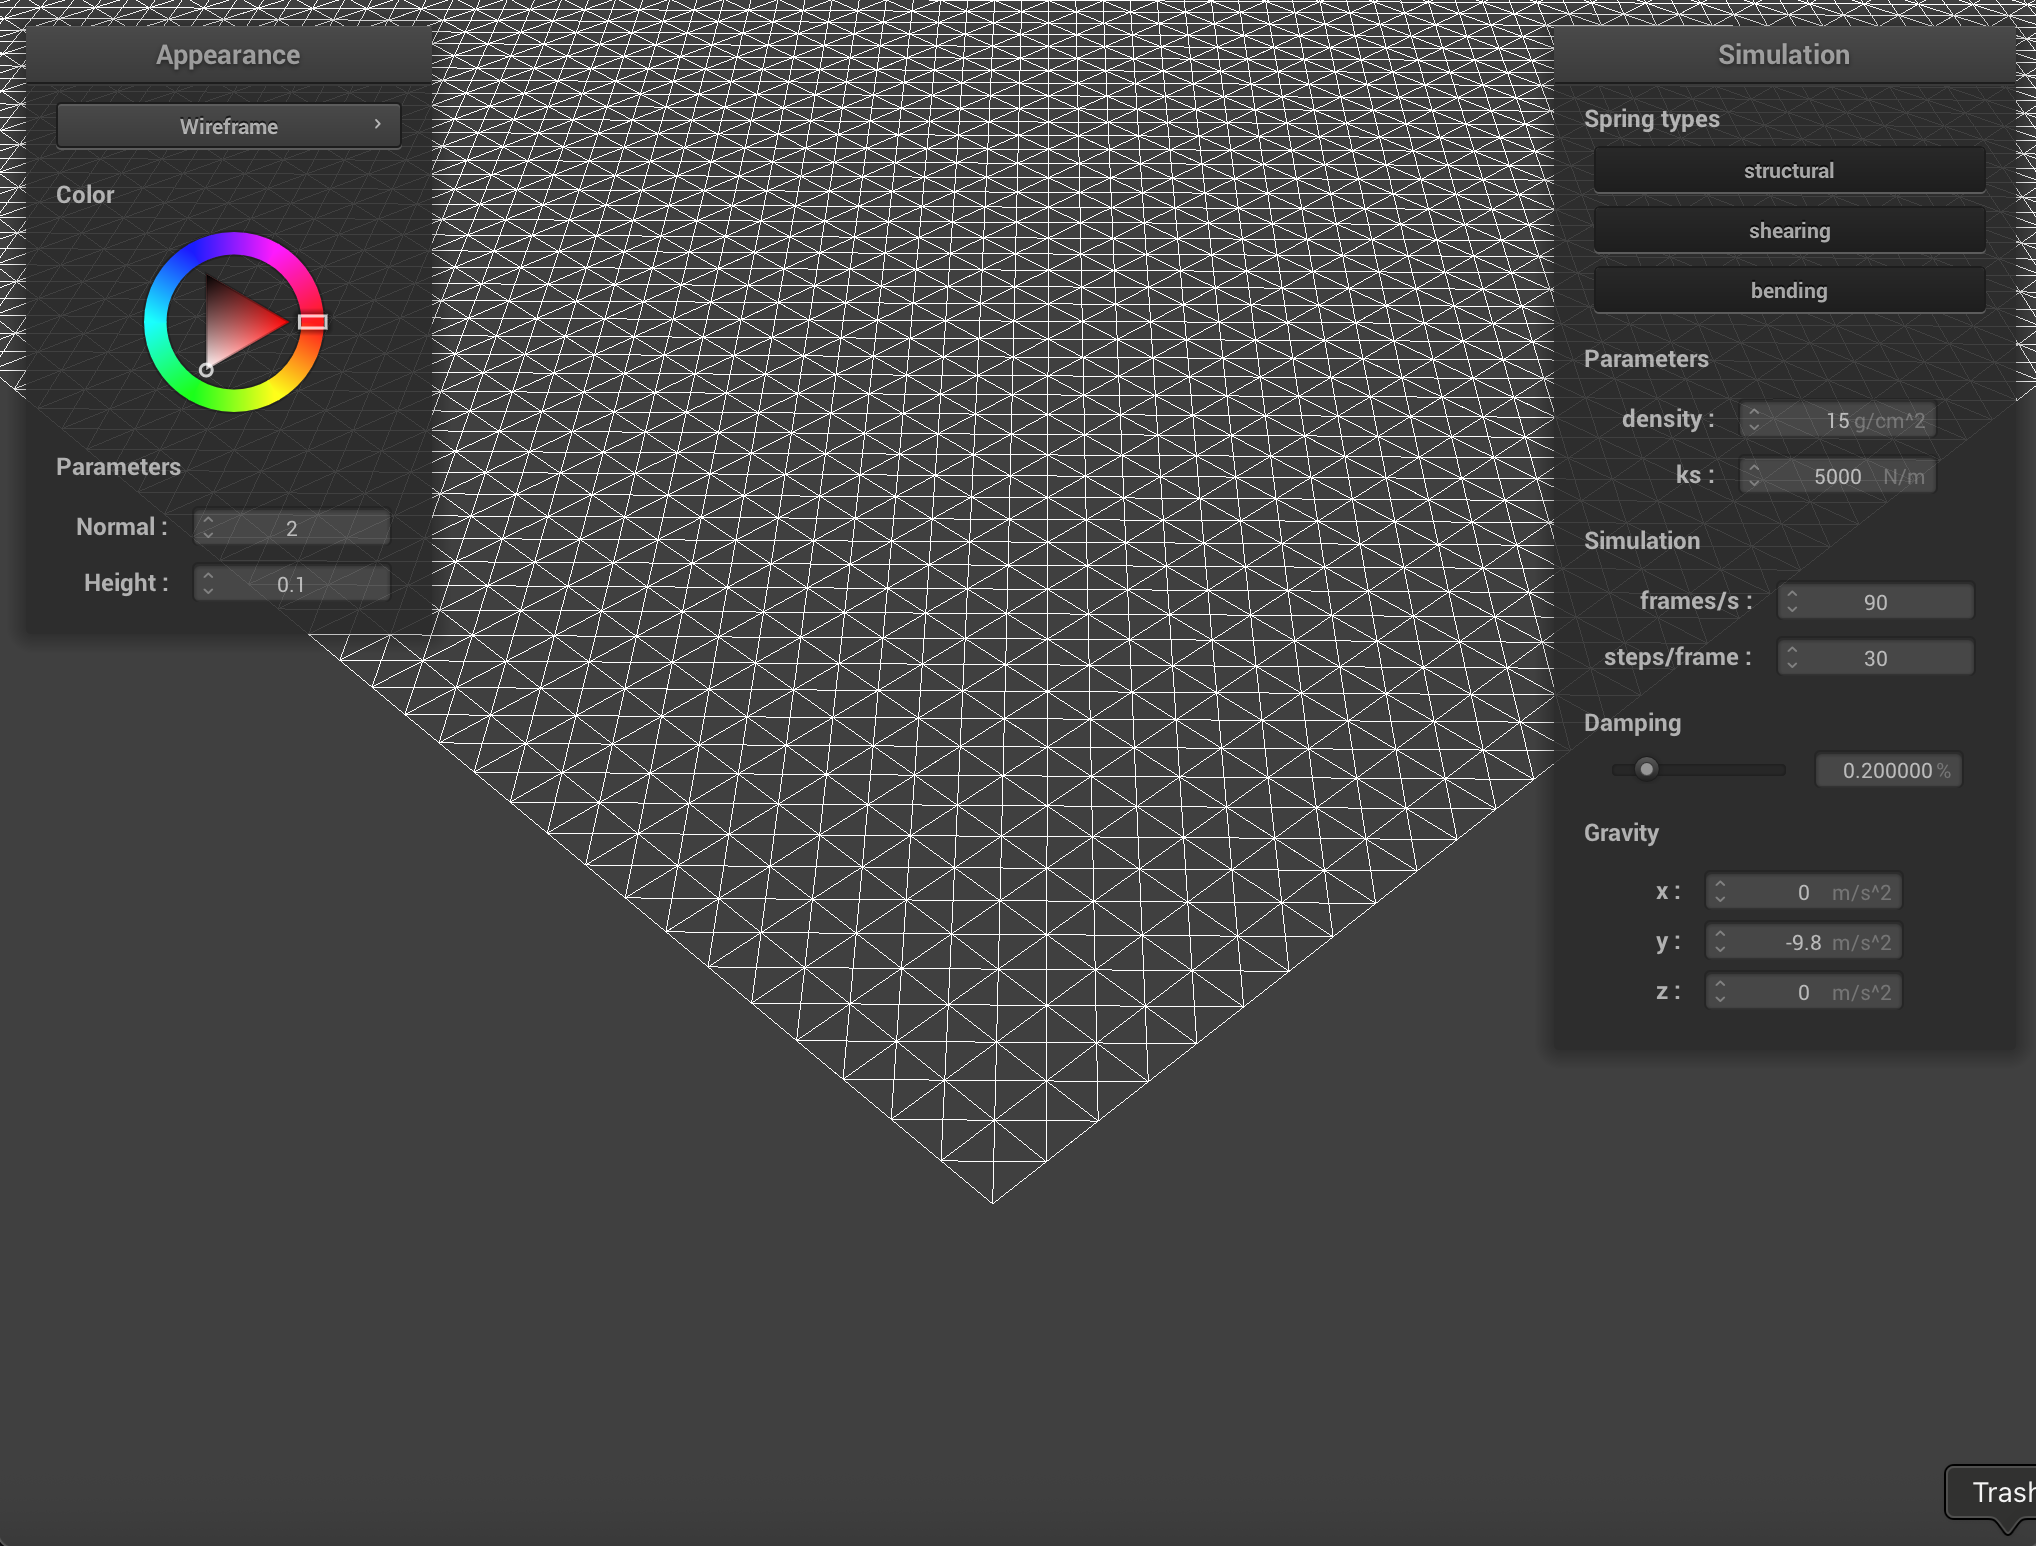 Appearance
Wireframe
Color
Parameters
Normal : 2
Height : 0.1
Simulation
Spring types
structural
shearing
bending
Parameters
density : 15 g/cm^2
ks : 5000 N/m
Simulation
frames/s : 90
steps/frame : 30
Damping
0.200000 %
Gravity
x : 0 m/s^2
y : -9.8 m/s^2
z : 0 m/s^2
Trash